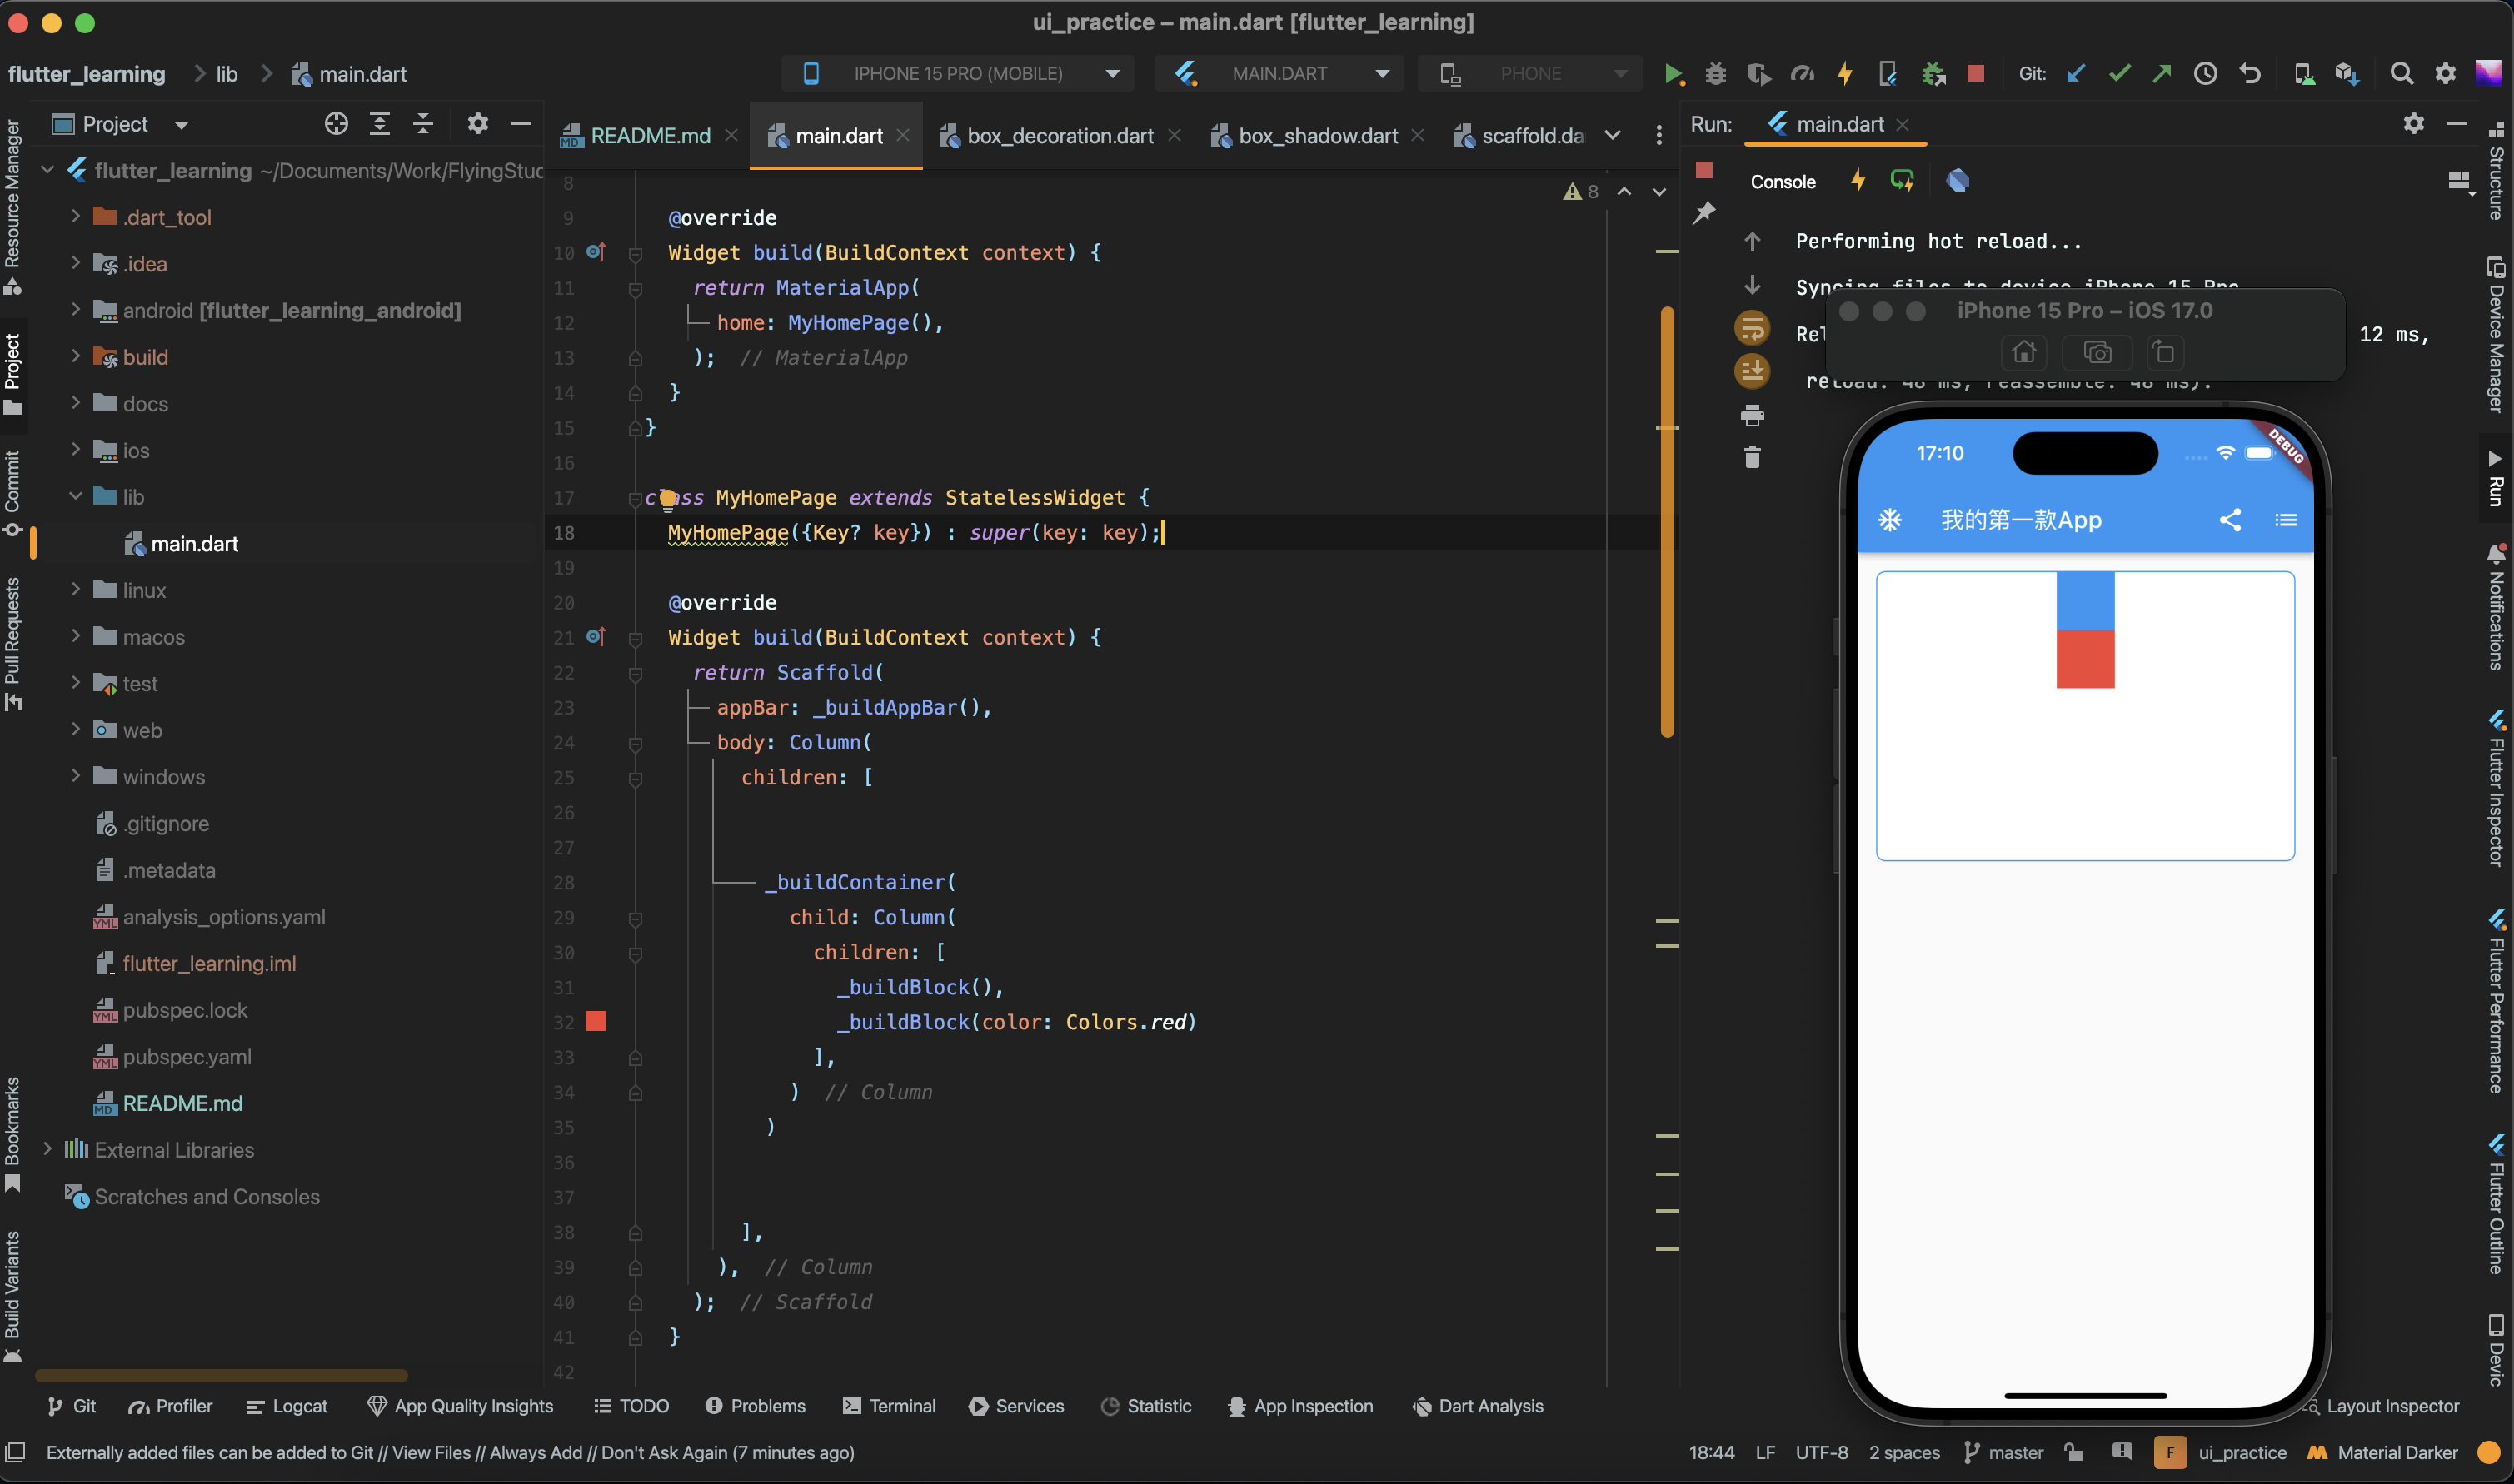 ui_practice – main.dart [flutter_learning]
flutter_learning lib main.dart
IPHONE 15 PRO (MOBILE) MAIN.DART PHONE Git:
Resource Manager
Project
Commit
Pull Requests
Bookmarks
Build Variants
Project
flutter_learning ~/Documents/Work/FlyingStuc
.dart_tool
.idea
android [flutter_learning_android]
build
docs
ios
lib
main.dart
linux
macos
test
web
windows
.gitignore
.metadata
analysis_options.yaml
flutter_learning.iml
pubspec.lock
pubspec.yaml
README.md
External Libraries
Scratches and Consoles
README.md main.dart box_decoration.dart box_shadow.dart scaffold.da
8
8
9 @override
10 Widget build(BuildContext context) {
11 return MaterialApp(
12 home: MyHomePage(),
13 ); // MaterialApp
14 }
15 }
16
17 class MyHomePage extends StatelessWidget {
18 MyHomePage({Key? key}) : super(key: key);
19
20 @override
21 Widget build(BuildContext context) {
22 return Scaffold(
23 appBar: _buildAppBar(),
24 body: Column(
25 children: [
26
27
28 _buildContainer(
29 child: Column(
30 children: [
31 _buildBlock(),
32 _buildBlock(color: Colors.red)
33 ],
34 ) // Column
35 )
36
37
38 ],
39 ), // Column
40 ); // Scaffold
41 }
42
Run: main.dart
Console
Performing hot reload...
Syncing files to device iPhone 15 Pro
Rel 12 ms,
reload: 48 ms, reassemble: 48 ms).
iPhone 15 Pro – iOS 17.0
17:10
DEBUG
我的第一款App
Structure
Device Manager
Run
Notifications
Flutter Inspector
Flutter Performance
Flutter Outline
Devic
Git Profiler Logcat App Quality Insights TODO Problems Terminal Services Statistic App Inspection Dart Analysis Layout Inspector
Externally added files can be added to Git // View Files // Always Add // Don't Ask Again (7 minutes ago) 18:44 LF UTF-8 2 spaces master F ui_practice Material Darker